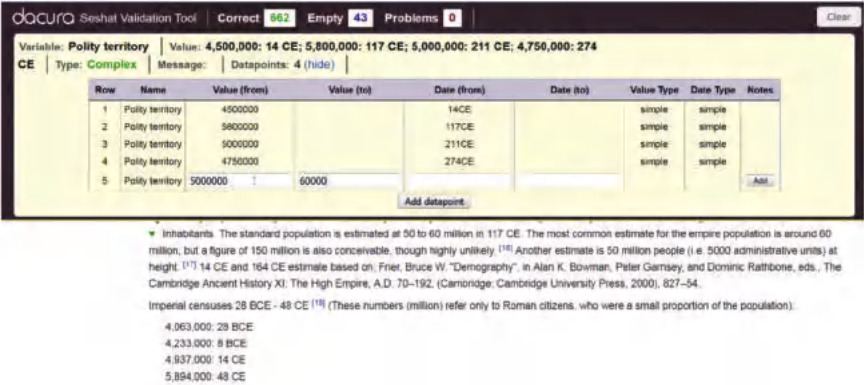 dacura Seshat Validation Tool Correct 662 Empty 43 Problems 0 Clear
Variable: Polity territory Value: 4,500,000: 14 CE; 5,800,000: 117 CE; 5,000,000: 211 CE; 4,750,000: 274
CE Type: Complex Message: Datapoints: 4 (hide)
Row Name Value (from) Value (to) Date (from) Date (to) Value Type Date Type Notes
1 Polity territory 4500000 14CE simple simple
2 Polity territory 5800000 117CE simple simple
3 Polity territory 5000000 211CE simple simple
4 Polity territory 4750000 274CE simple simple
5 Polity territory 5000000 60000 Add
Add datapoint
▼ Inhabitants. The standard population is estimated at 50 to 60 million in 117 CE. The most common estimate for the empire population is around 60
million, but a figure of 150 million is also conceivable, though highly unlikely. [16] Another estimate is 50 million people (i.e. 5000 administrative units) at
height. [17] 14 CE and 164 CE estimate based on: Frier, Bruce W. "Demography", in Alan K. Bowman, Peter Garnsey, and Dominic Rathbone, eds., The
Cambridge Ancient History XI: The High Empire, A.D. 70–192, (Cambridge: Cambridge University Press, 2000), 827–54.
Imperial censuses 28 BCE - 48 CE [18] (These numbers (million) refer only to Roman citizens, who were a small proportion of the population):
4,063,000: 28 BCE
4,233,000: 8 BCE
4,937,000: 14 CE
5,894,000: 48 CE